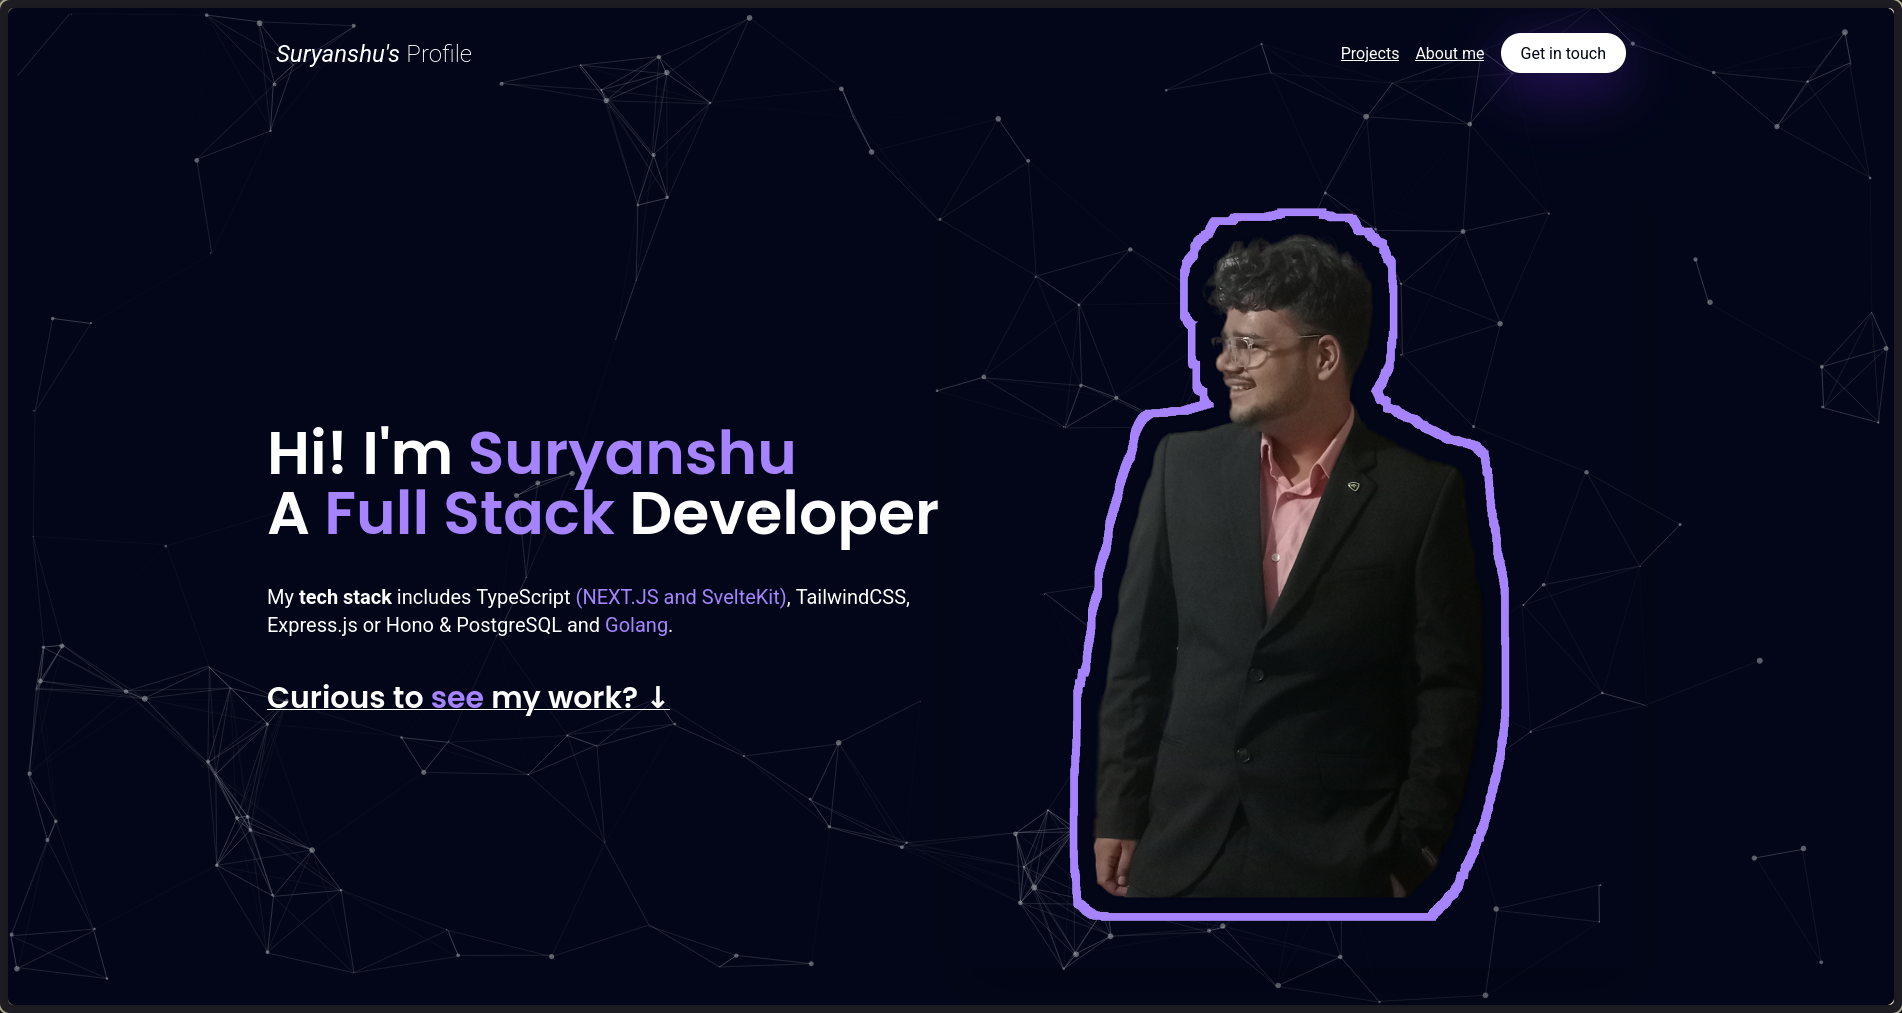 Suryanshu's Profile
Projects
About me
Get in touch
Hi! I'm Suryanshu
A Full Stack Developer
My tech stack includes TypeScript (NEXT.JS and SvelteKit), TailwindCSS,
Express.js or Hono & PostgreSQL and Golang.
Curious to see my work? ↓